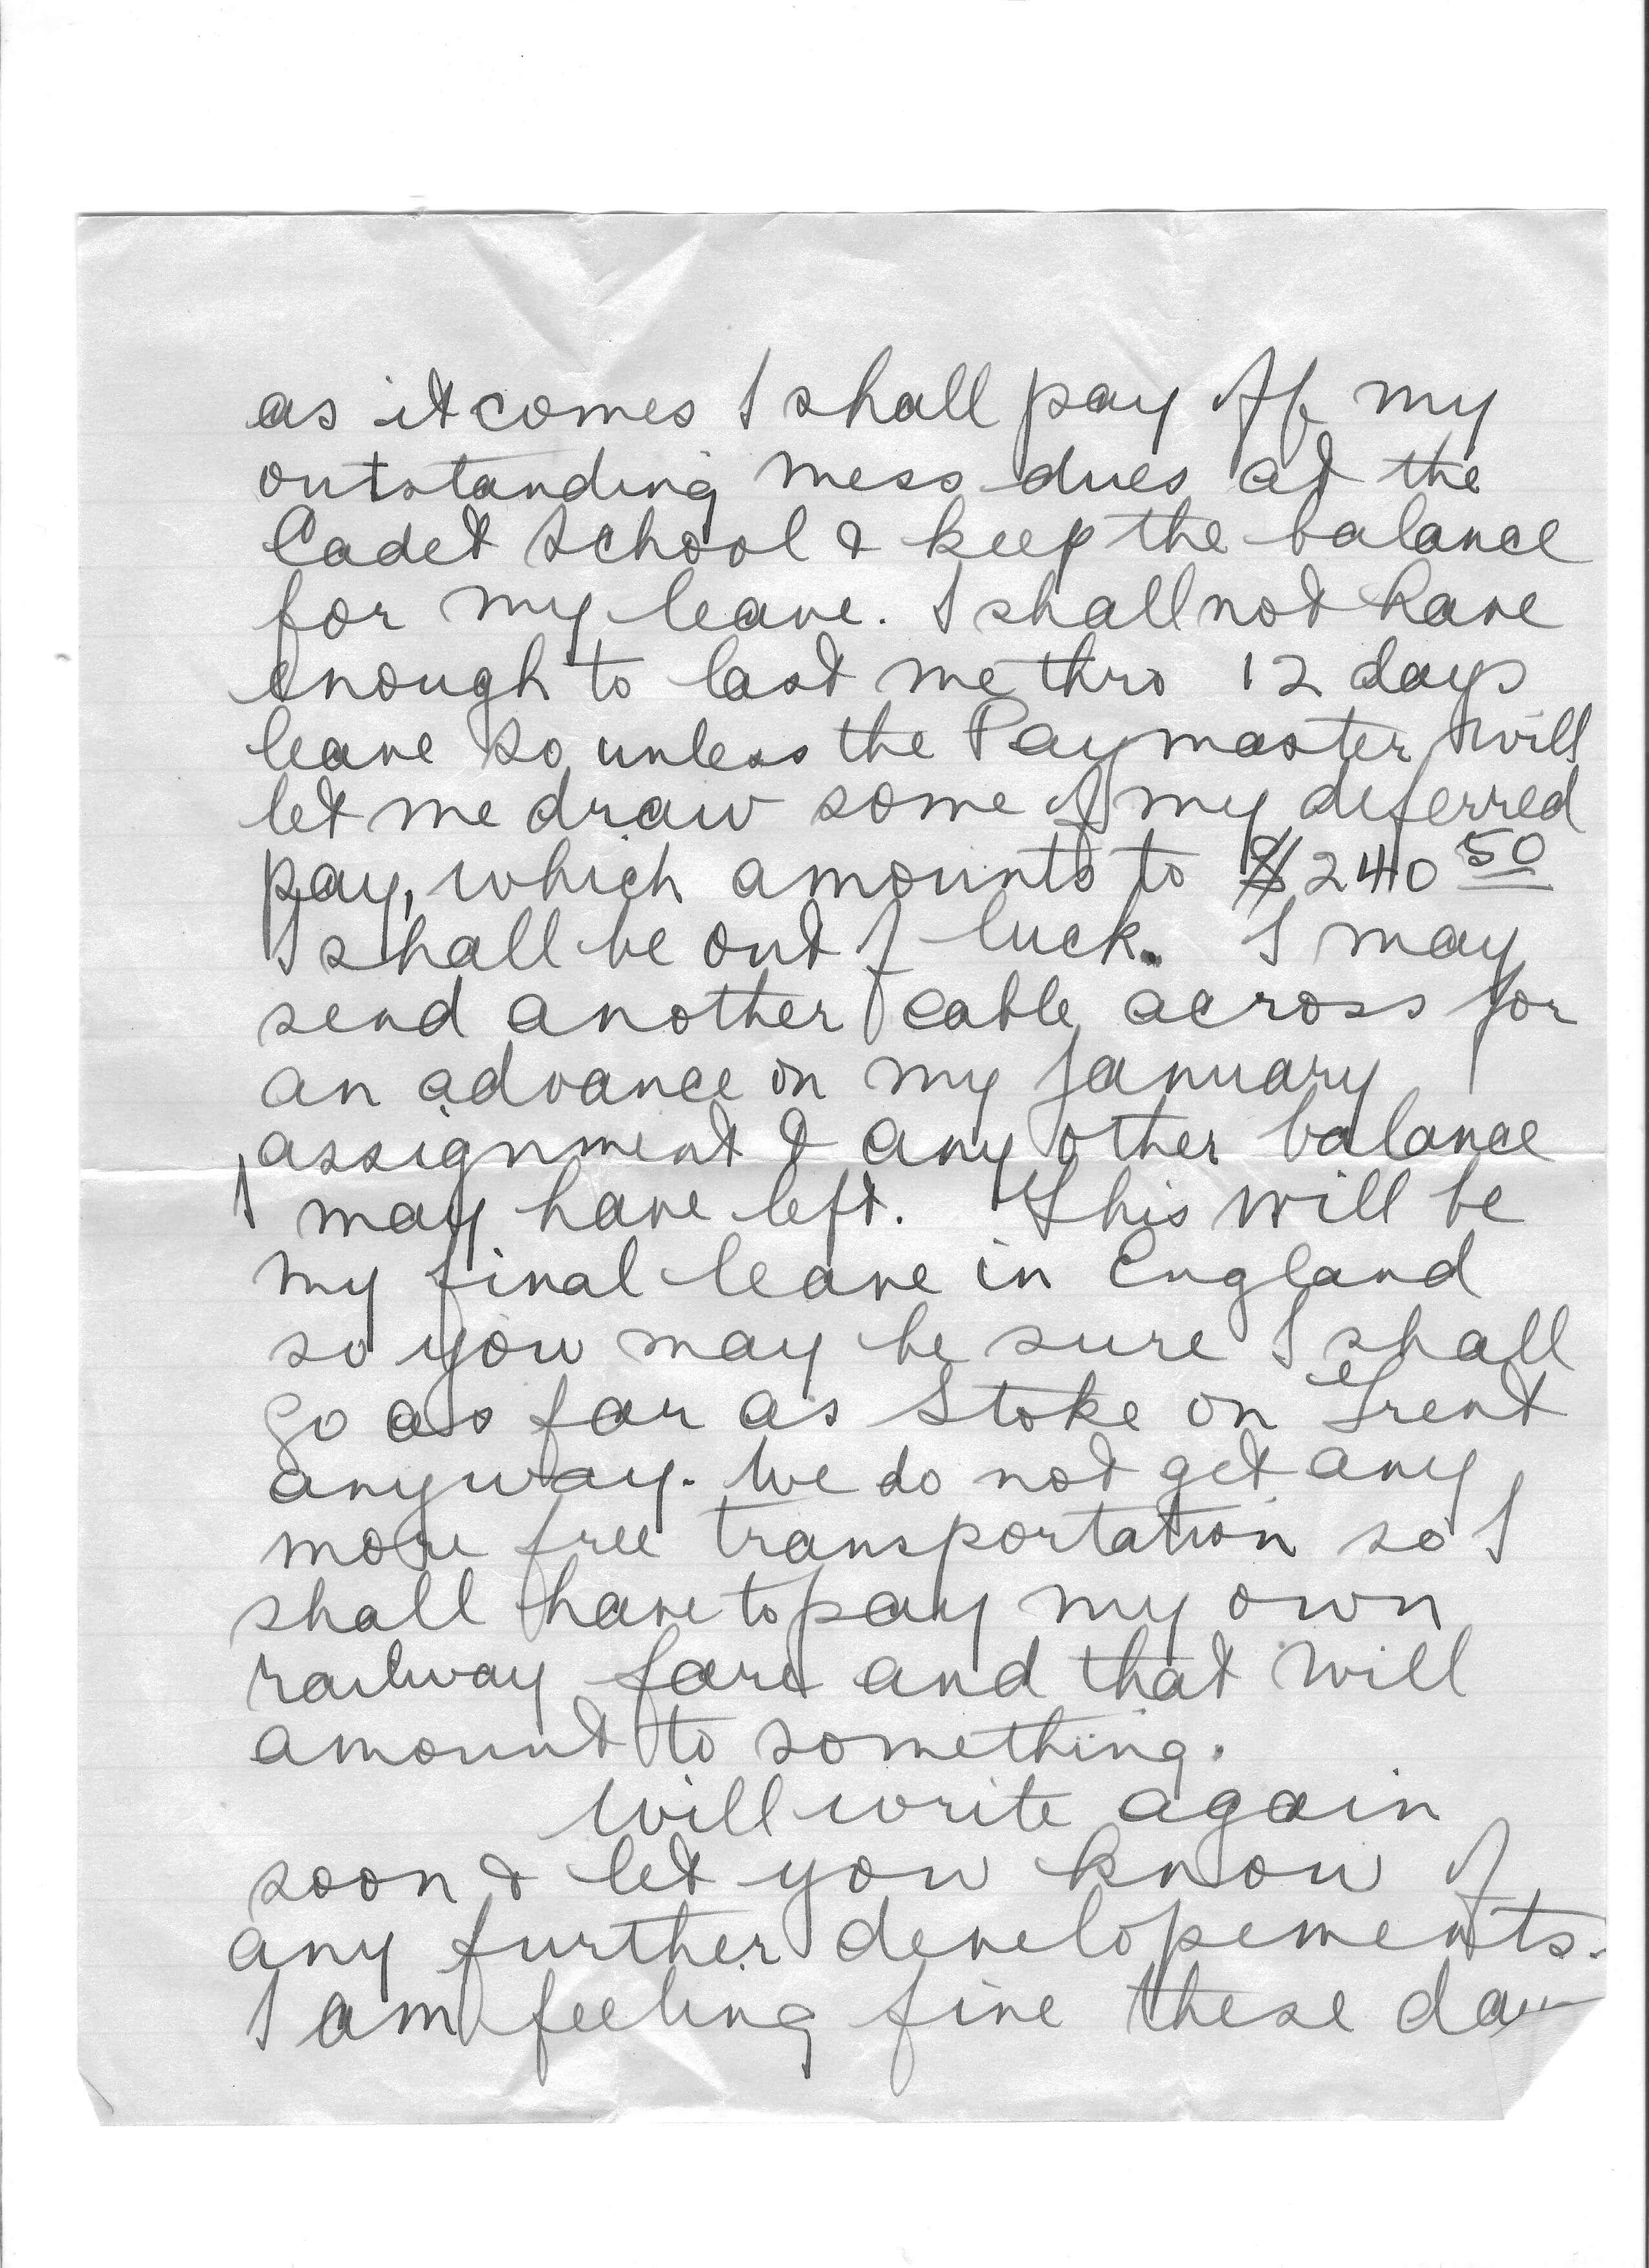 as it comes I shall pay off my
outstanding mess dues at the
Cadet School & keep the balance
for my leave. I shall not have
enough to last me thro 12 days
leave so unless the Paymaster will
let me draw some of my deferred
pay, which amounts to $240 50
I shall be out of luck. I may
send another cable across for
an advance on my January
assignment & any other balance
I may have left. This will be
my final leave in England
so you may be sure I shall
go as far as Stoke on Trent
anyway. We do not get any
more free transportation so I
shall have to pay my own
railway fare and that will
amount to something.
Will write again
soon & let you know of
any further developements.
I am feeling fine these